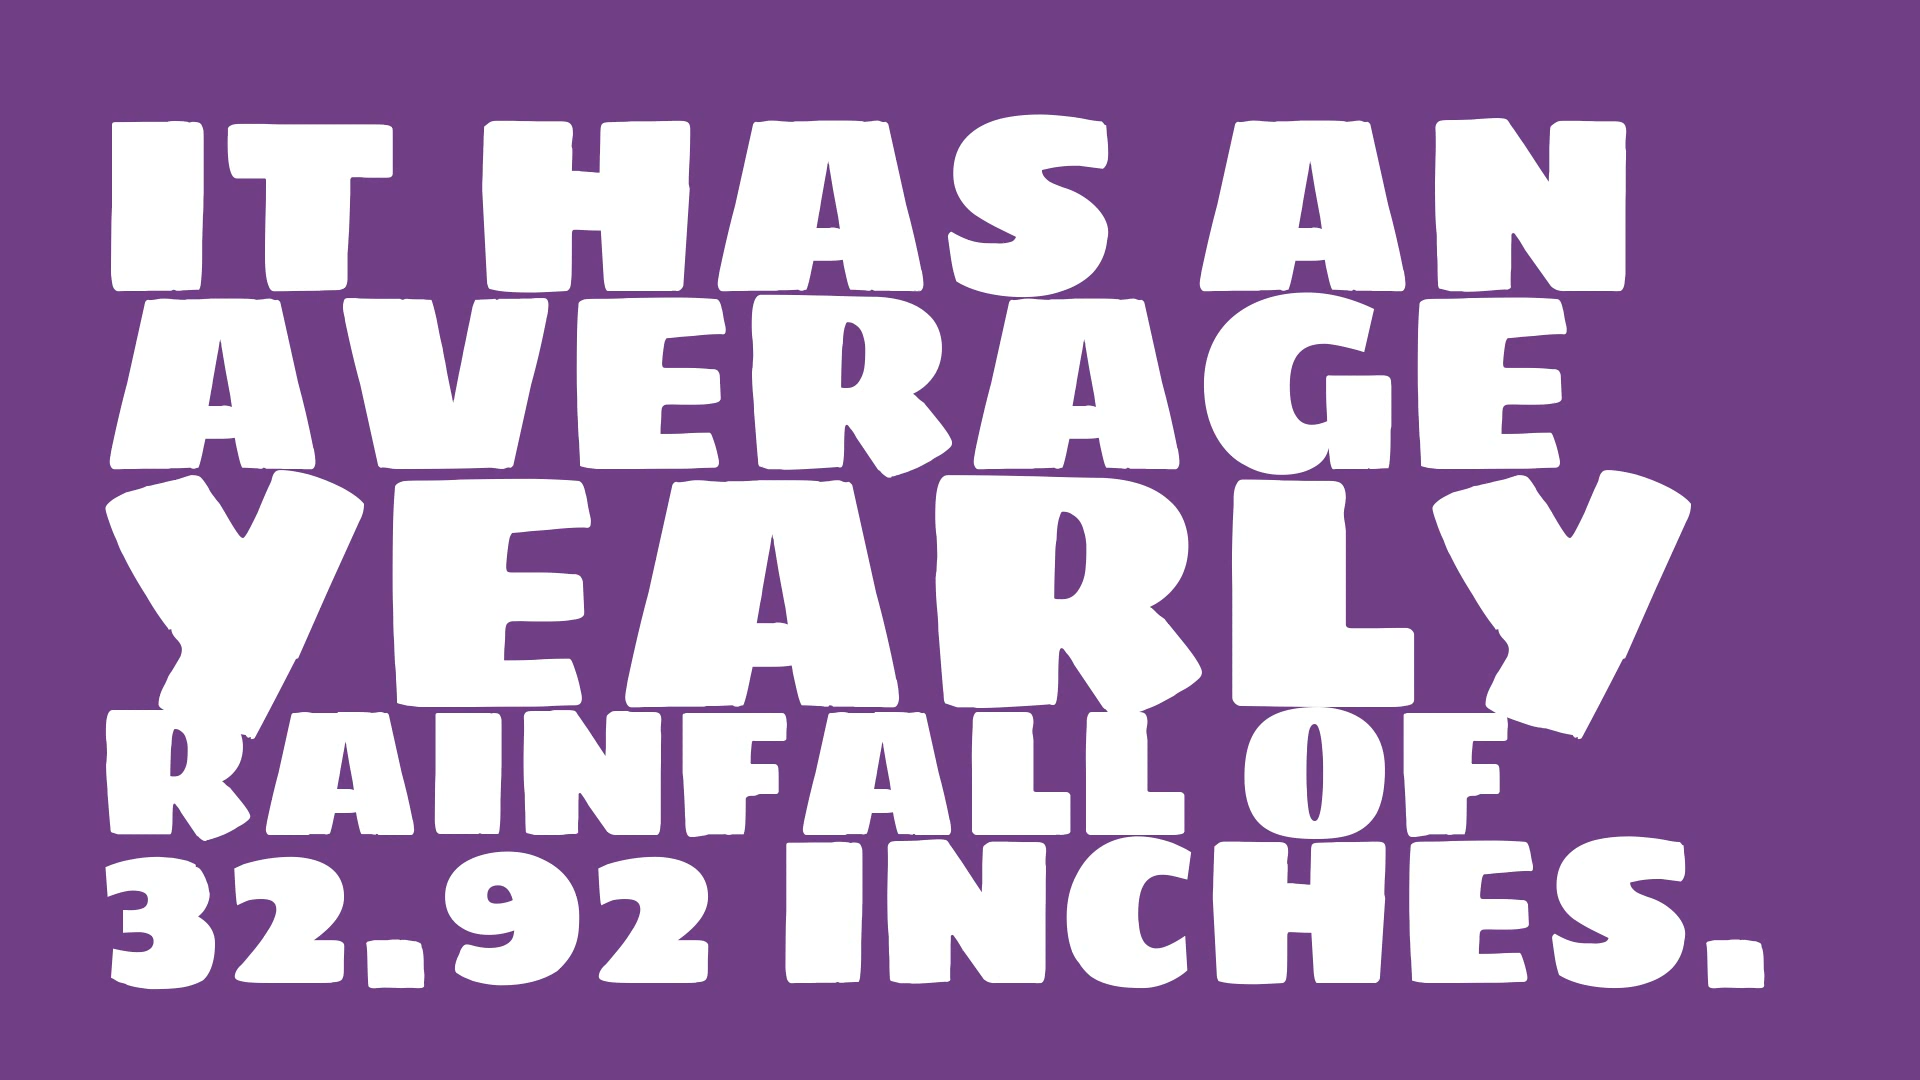 IT HAS AN
AVERAGE
YEARLY
RAINFALL OF
32.92 INCHES.